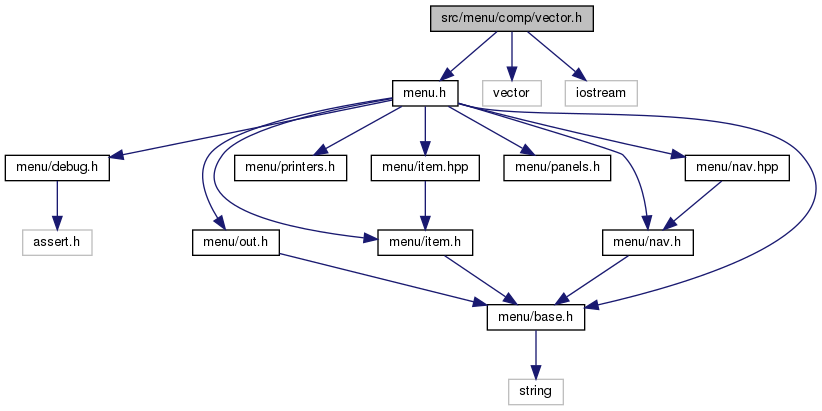 src/menu/comp/vector.h
menu.h
vector
iostream
menu/debug.h
menu/printers.h
menu/item.hpp
menu/panels.h
menu/nav.hpp
assert.h
menu/out.h
menu/item.h
menu/nav.h
menu/base.h
string